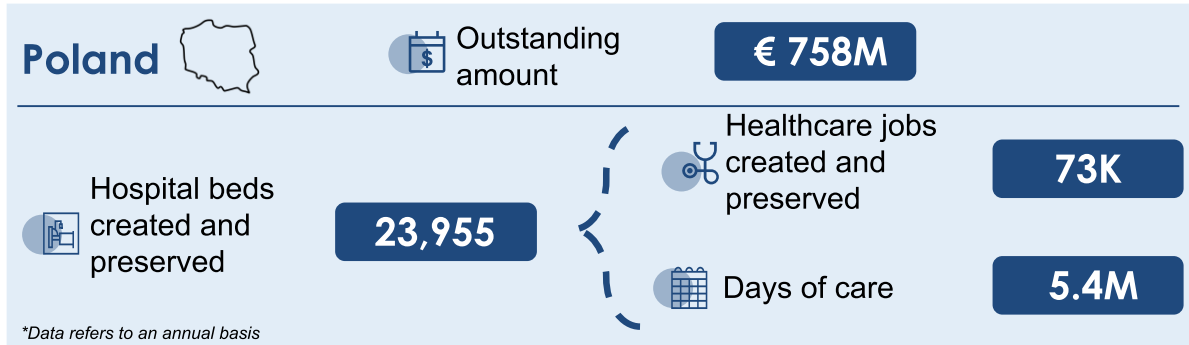 Poland
Outstanding
amount
€ 758M
Hospital beds
created and
preserved
23,955
Healthcare jobs
created and
preserved
73K
Days of care
5.4M
*Data refers to an annual basis